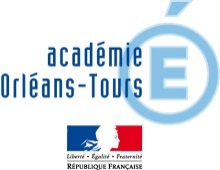 académie
Orléans-Tours
É
Liberté • Égalité • Fraternité
RÉPUBLIQUE FRANÇAISE